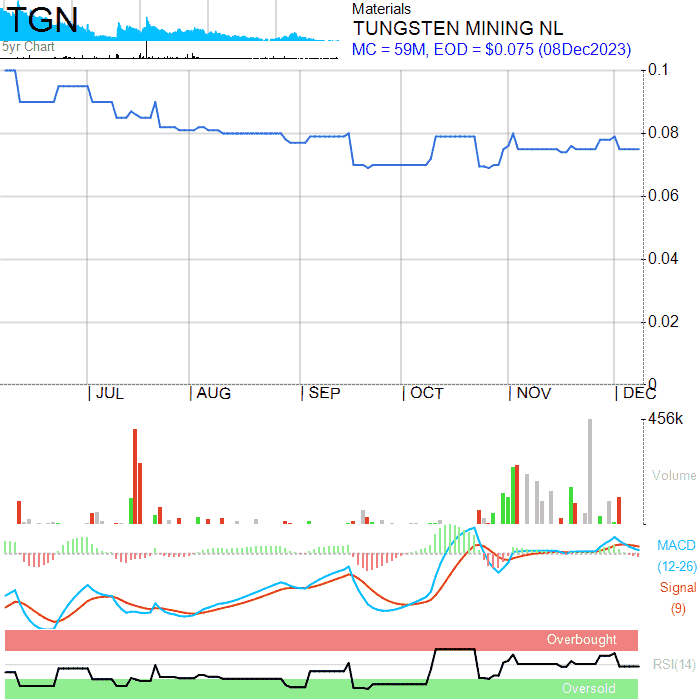 TGN
5yr Chart
Materials
TUNGSTEN MINING NL
MC = 59M, EOD = $0.075 (08Dec2023)
0.1
0.08
0.06
0.04
0.02
0
JUL AUG SEP OCT NOV DEC
456k
Volume
MACD
(12-26)
Signal
(9)
Overbought
RSI(14)
Oversold